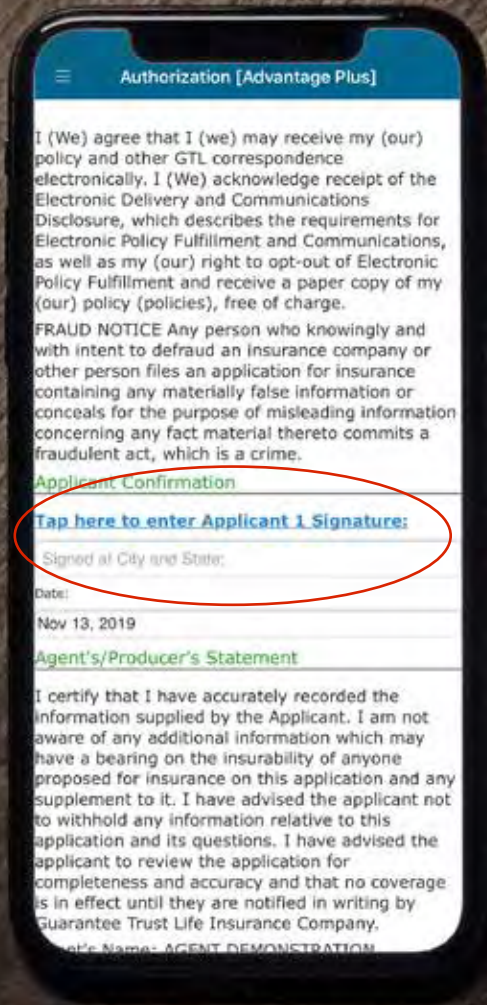 Authorization [Advantage Plus]
I (We) agree that I (we) may receive my (our)
policy and other GTL correspondence
electronically. I (We) acknowledge receipt of the
Electronic Delivery and Communications
Disclosure, which describes the requirements for
Electronic Policy Fulfillment and Communications,
as well as my (our) right to opt-out of Electronic
Policy Fulfillment and receive a paper copy of my
(our) policy (policies), free of charge.
FRAUD NOTICE Any person who knowingly and
with intent to defraud an insurance company or
other person files an application for insurance
containing any materially false information or
conceals for the purpose of misleading information
concerning any fact material thereto commits a
fraudulent act, which is a crime.
Applicant Confirmation
Tap here to enter Applicant 1 Signature:
Signed at City and State:
Date:
Nov 13, 2019
Agent's/Producer's Statement
I certify that I have accurately recorded the
information supplied by the Applicant. I am not
aware of any additional information which may
have a bearing on the insurability of anyone
proposed for insurance on this application and any
supplement to it. I have advised the applicant not
to withhold any information relative to this
application and its questions. I have advised the
applicant to review the application for
completeness and accuracy and that no coverage
is in effect until they are notified in writing by
Guarantee Trust Life Insurance Company.
Agent's Name: AGENT DEMONSTRATION